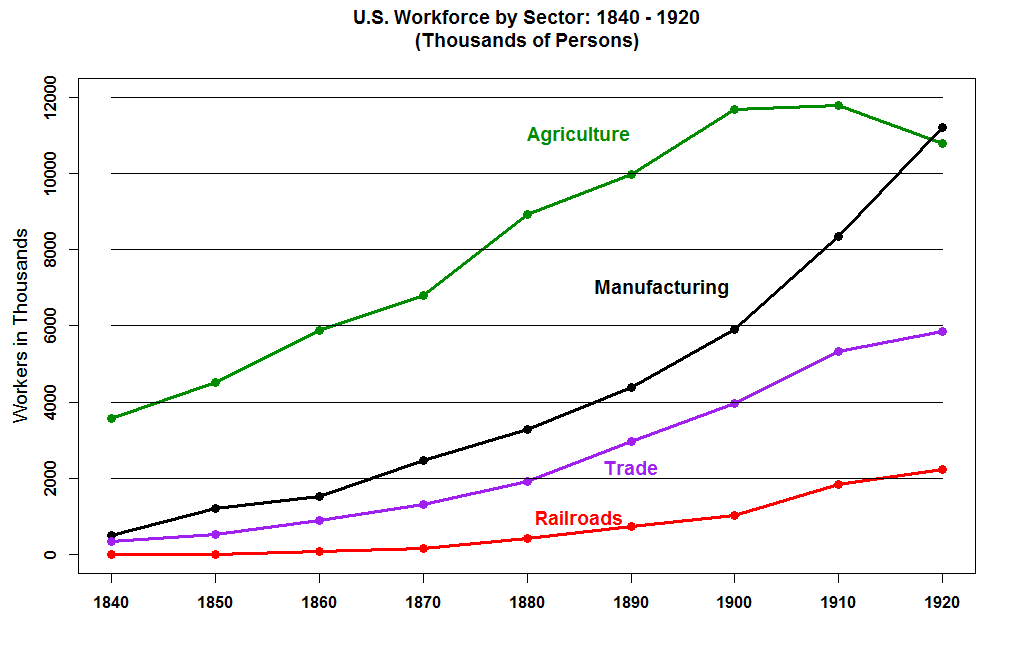 U.S. Workforce by Sector: 1840 - 1920
(Thousands of Persons)
12000
10000
8000
6000
4000
2000
0
Workers in Thousands
Agriculture
Manufacturing
Trade
Railroads
1840 1850 1860 1870 1880 1890 1900 1910 1920